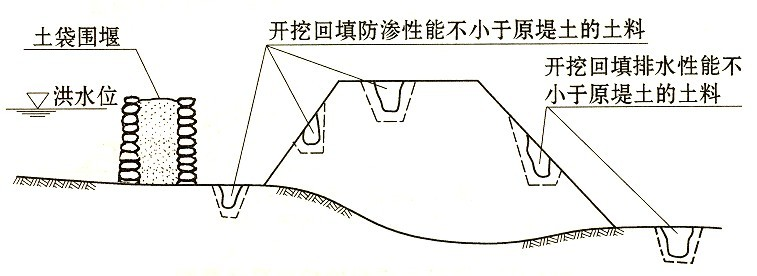 土袋围堰
开挖回填防渗性能不小于原堤土的土料
洪水位
开挖回填排水性能不
小于原堤土的土料